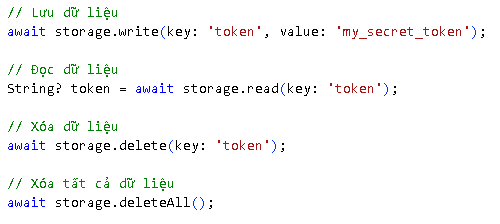 // Lưu dữ liệu
await storage.write(key: 'token', value: 'my_secret_token');
// Đọc dữ liệu
String? token = await storage.read(key: 'token');
// Xóa dữ liệu
await storage.delete(key: 'token');
// Xóa tất cả dữ liệu
await storage.deleteAll();